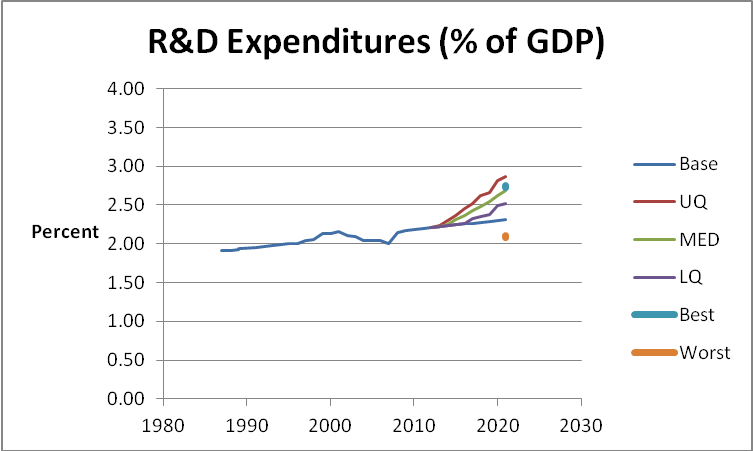 R&D Expenditures (% of GDP)
4.00
3.50
3.00
2.50
2.00
1.50
1.00
0.50
0.00
Percent
1980 1990 2000 2010 2020 2030
Base
UQ
MED
LQ
Best
Worst